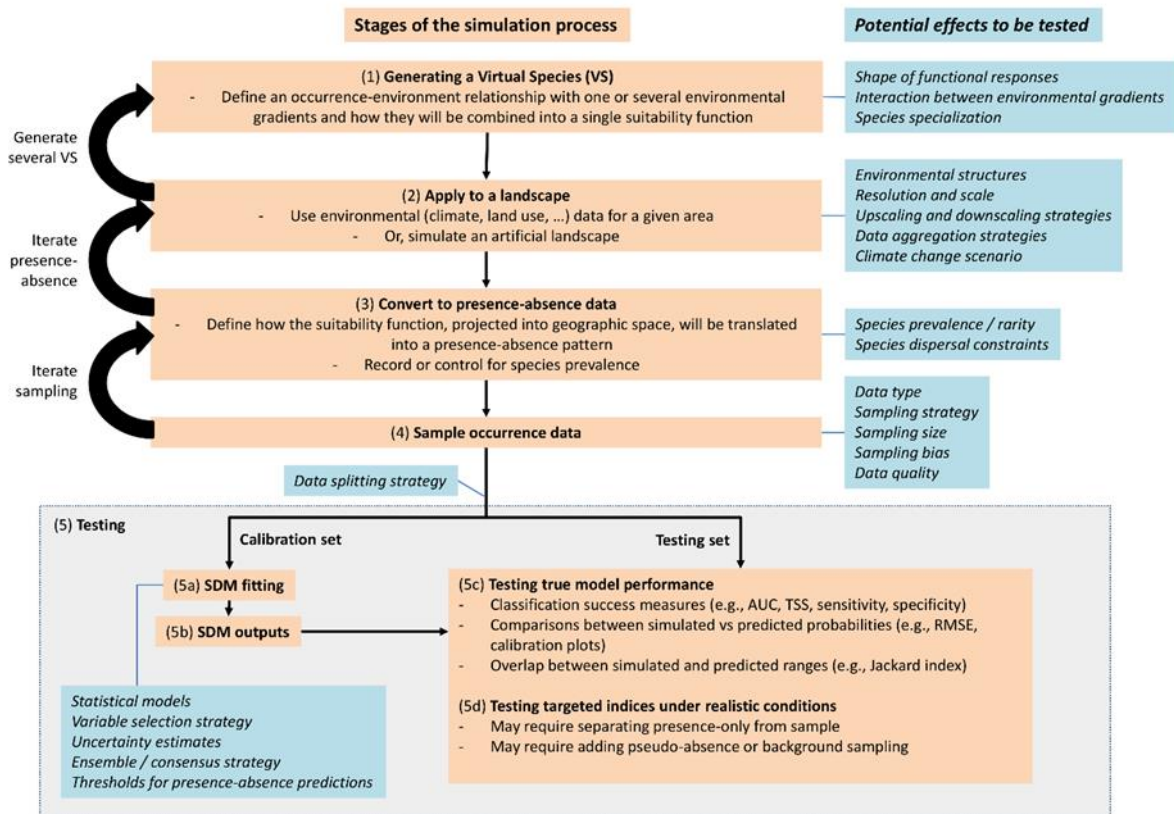 Stages of the simulation process
Potential effects to be tested
(1) Generating a Virtual Species (VS)
- Define an occurrence-environment relationship with one or several environmental
gradients and how they will be combined into a single suitability function
Shape of functional responses
Interaction between environmental gradients
Species specialization
Generate
several VS
(2) Apply to a landscape
- Use environmental (climate, land use, ...) data for a given area
- Or, simulate an artificial landscape
Environmental structures
Resolution and scale
Upscaling and downscaling strategies
Data aggregation strategies
Climate change scenario
Iterate
presence-
absence
(3) Convert to presence-absence data
- Define how the suitability function, projected into geographic space, will be translated
into a presence-absence pattern
- Record or control for species prevalence
Species prevalence / rarity
Species dispersal constraints
Iterate
sampling
(4) Sample occurrence data
Data type
Sampling strategy
Sampling size
Sampling bias
Data quality
Data splitting strategy
(5) Testing
Calibration set
Testing set
(5a) SDM fitting
(5b) SDM outputs
Statistical models
Variable selection strategy
Uncertainty estimates
Ensemble / consensus strategy
Thresholds for presence-absence predictions
(5c) Testing true model performance
- Classification success measures (e.g., AUC, TSS, sensitivity, specificity)
- Comparisons between simulated vs predicted probabilities (e.g., RMSE,
calibration plots)
- Overlap between simulated and predicted ranges (e.g., Jackard index)
(5d) Testing targeted indices under realistic conditions
- May require separating presence-only from sample
- May require adding pseudo-absence or background sampling